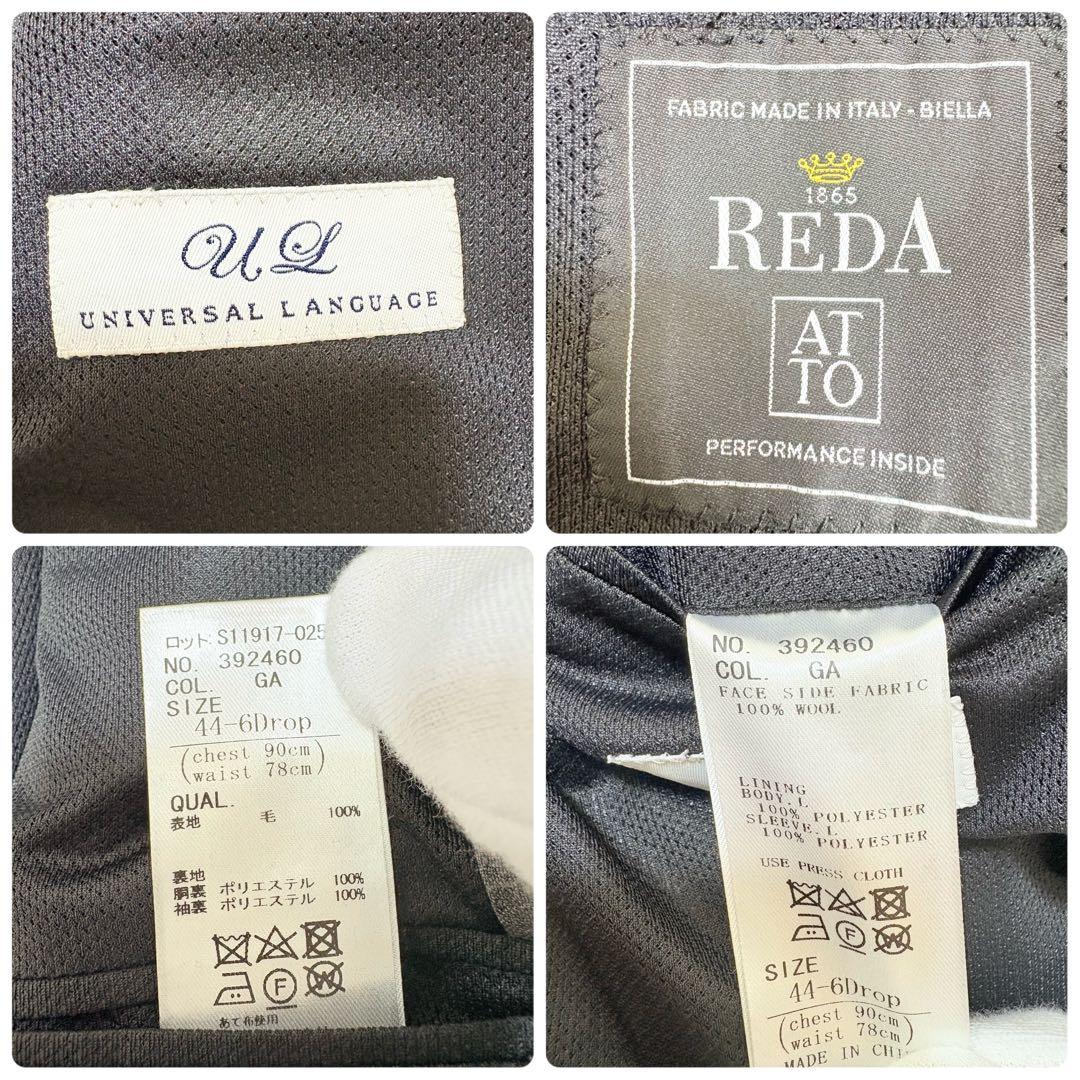 UL
UNIVERSAL LANGUAGE
FABRIC MADE IN ITALY - BIELLA
1865
REDA
AT
TO
PERFORMANCE INSIDE
ロット S11917-025
NO. 392460
COL. GA
SIZE
44-6Drop
(chest 90cm
waist 78cm)
QUAL.
表地 毛 100%
裏地
胴裏 ポリエステル 100%
袖裏 ポリエステル 100%
F
W
あて布使用
NO. 392460
COL. GA
FACE SIDE FABRIC
100% WOOL
LINING
BODY.L
100% POLYESTER
SLEEVE.L
100% POLYESTER
USE PRESS CLOTH
F
W
SIZE
44-6Drop
(chest 90cm
waist 78cm)
MADE IN